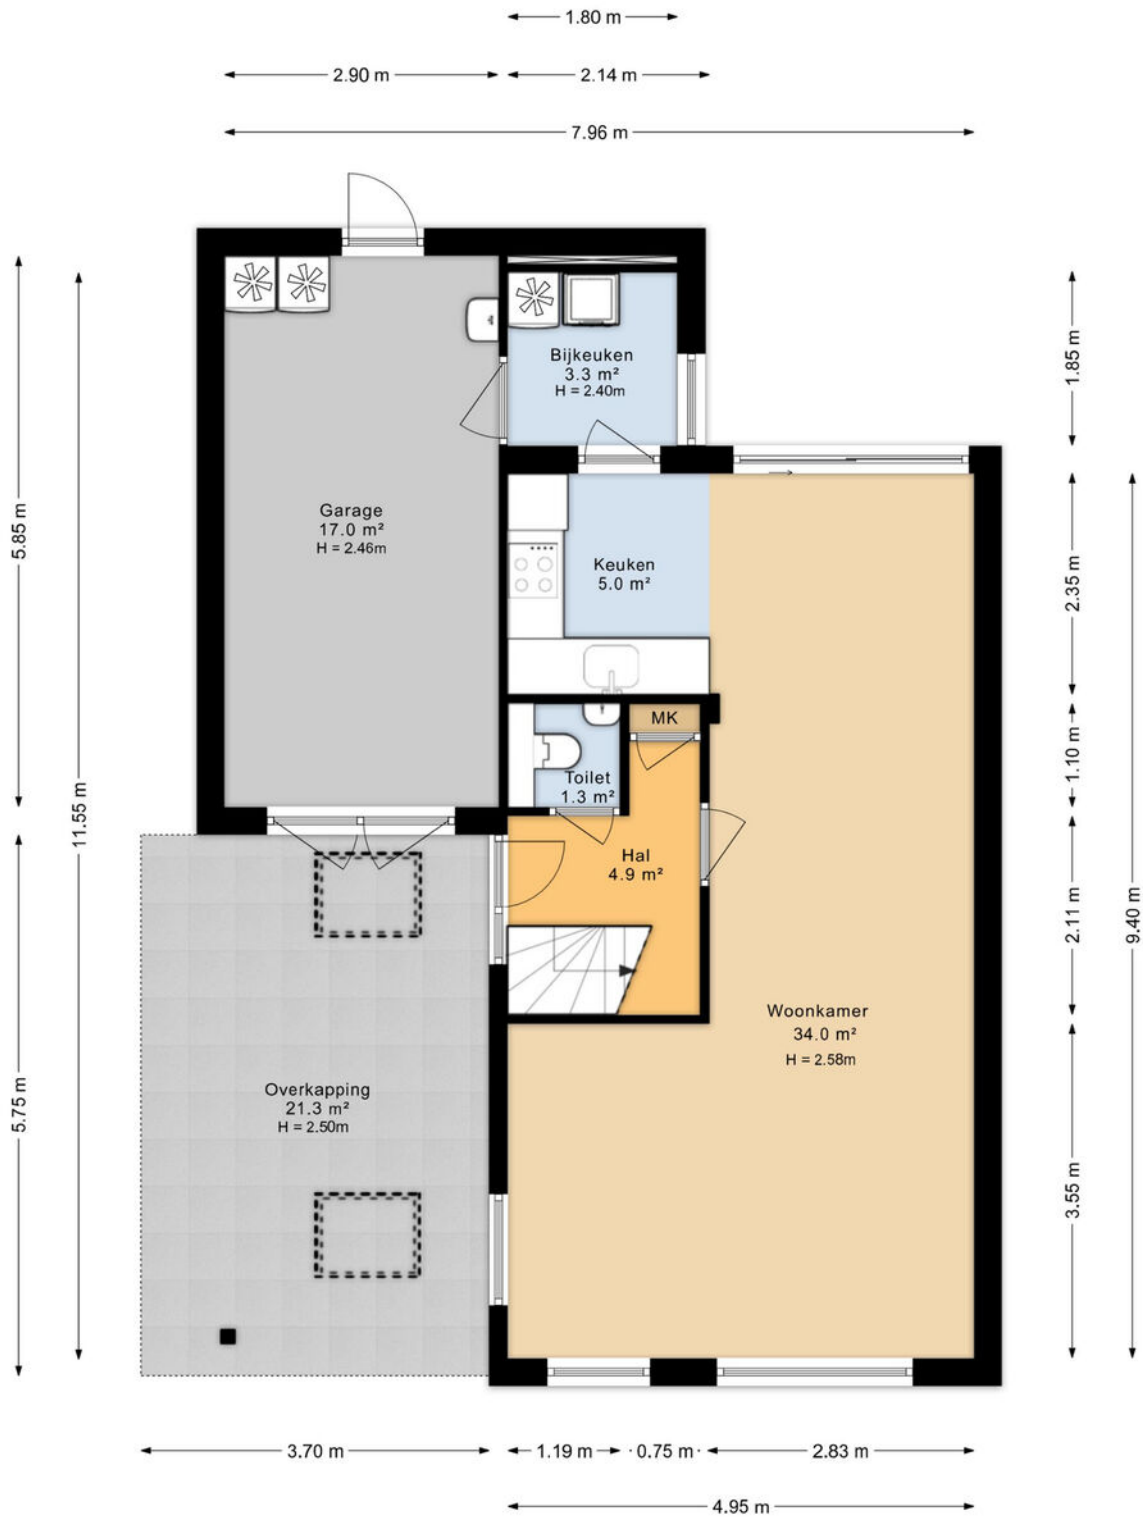 1.80 m
2.90 m
2.14 m
7.96 m
Bijkeuken
3.3 m²
H = 2.40m
1.85 m
Garage
17.0 m²
H = 2.46m
5.85 m
Keuken
5.0 m²
2.35 m
MK
Toilet
1.3 m²
1.10 m
11.55 m
Hal
4.9 m²
2.11 m
9.40 m
Woonkamer
34.0 m²
H = 2.58m
Overkapping
21.3 m²
H = 2.50m
5.75 m
3.55 m
3.70 m
1.19 m
0.75 m
2.83 m
4.95 m